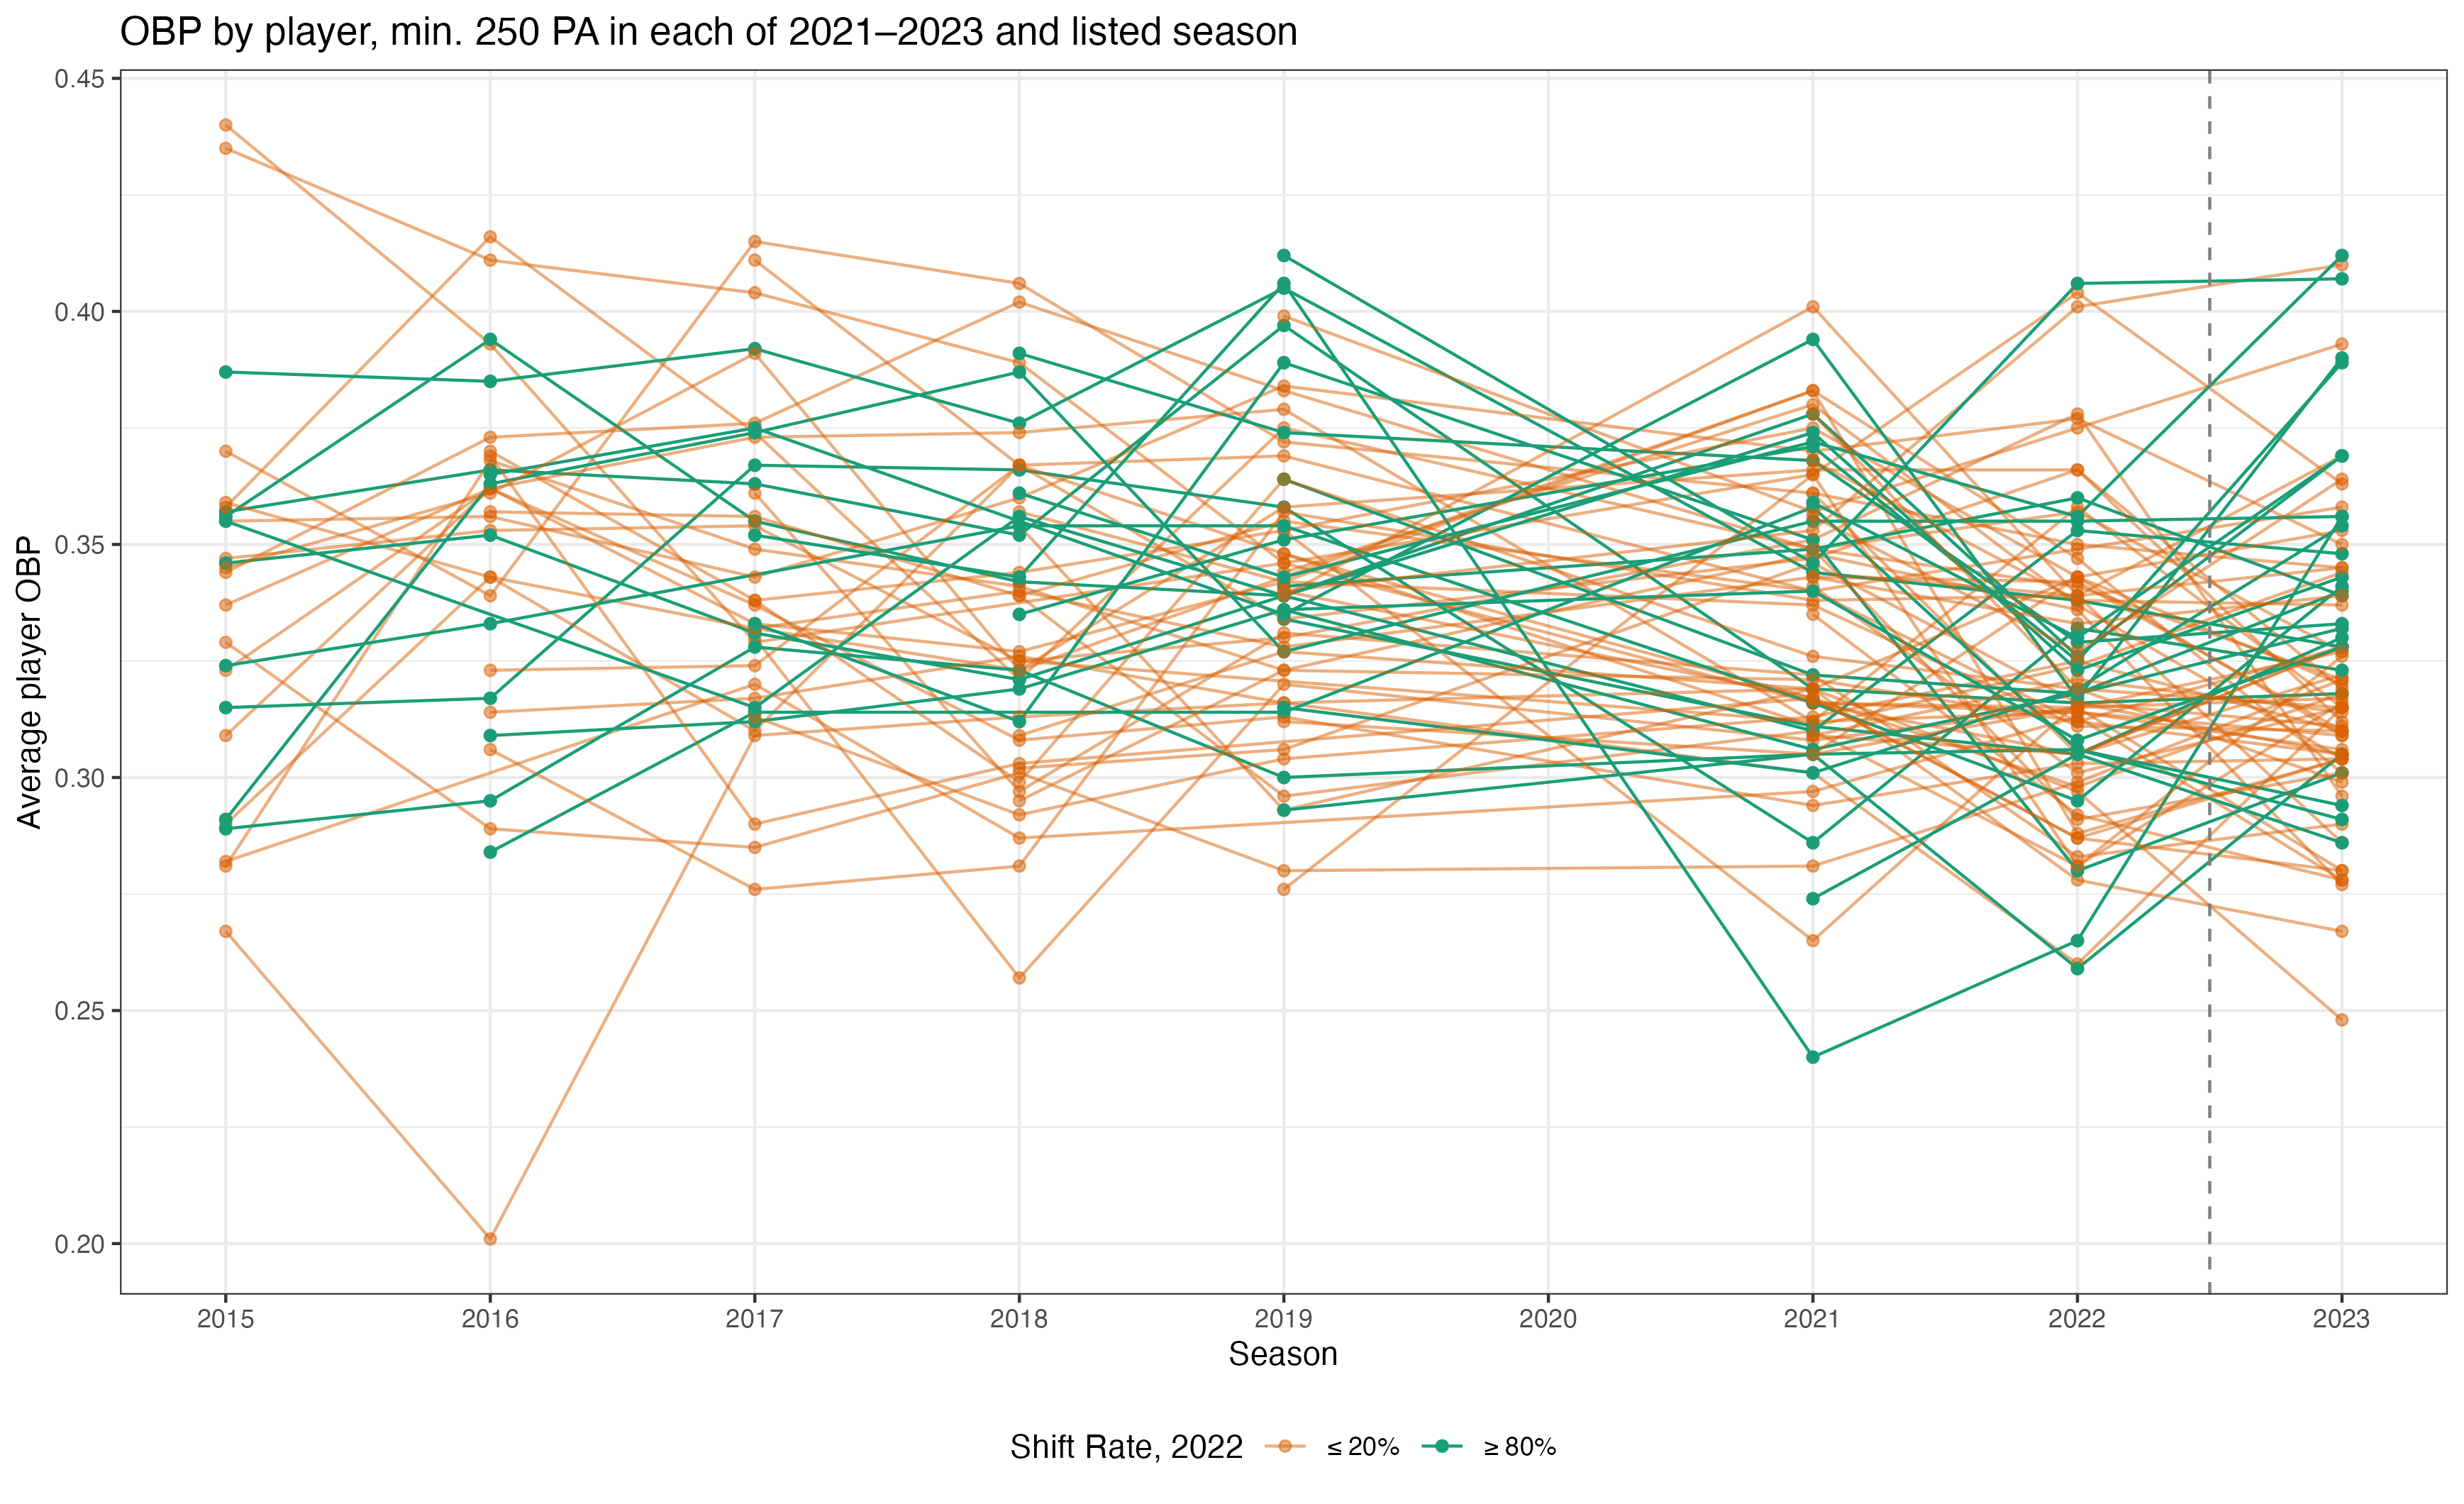 OBP by player, min. 250 PA in each of 2021–2023 and listed season
Average player OBP
0.45
0.40
0.35
0.30
0.25
0.20
2015 2016 2017 2018 2019 2020 2021 2022 2023
Season
Shift Rate, 2022 ≤ 20% ≥ 80%